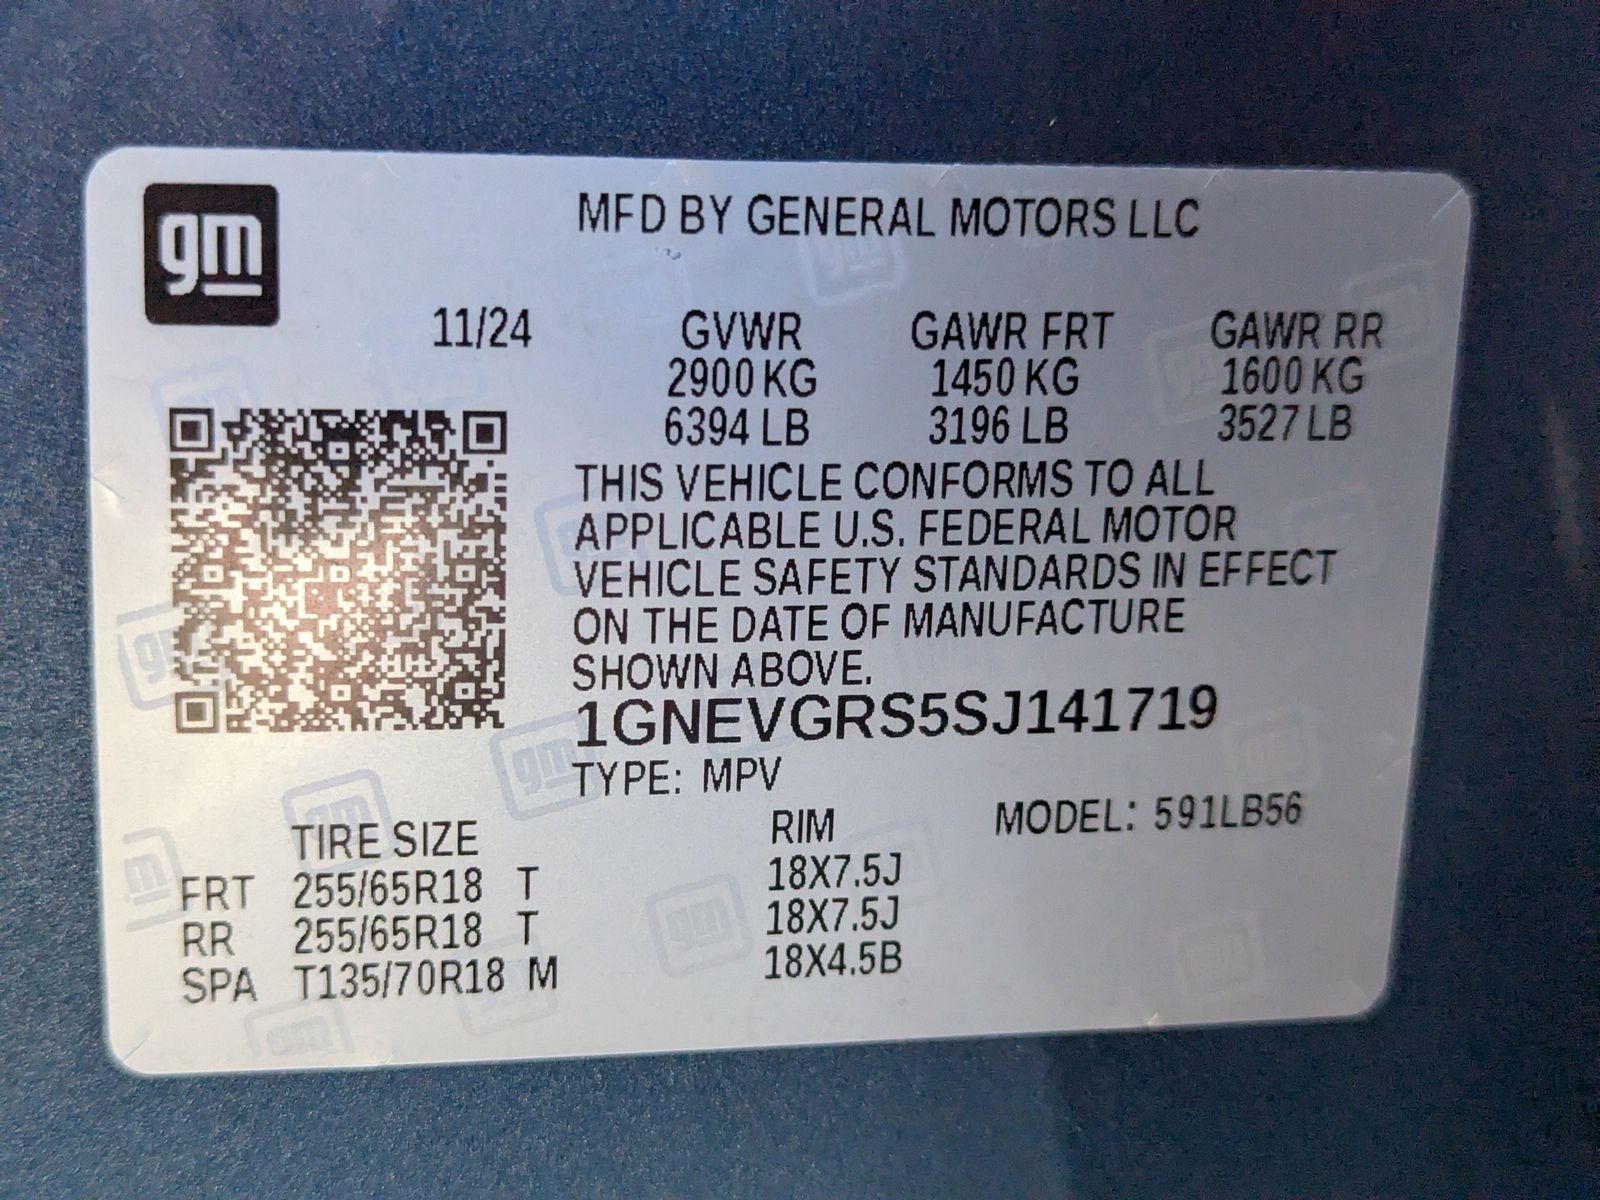 gm
MFD BY GENERAL MOTORS LLC
11/24 GVWR GAWR FRT GAWR RR
2900 KG 1450 KG 1600 KG
6394 LB 3196 LB 3527 LB
THIS VEHICLE CONFORMS TO ALL
APPLICABLE U.S. FEDERAL MOTOR
VEHICLE SAFETY STANDARDS IN EFFECT
ON THE DATE OF MANUFACTURE
SHOWN ABOVE.
1GNEVGRS5SJ141719
TYPE: MPV
MODEL: 591LB56
TIRE SIZE RIM
FRT 255/65R18 T 18X7.5J
RR 255/65R18 T 18X7.5J
SPA T135/70R18 M 18X4.5B